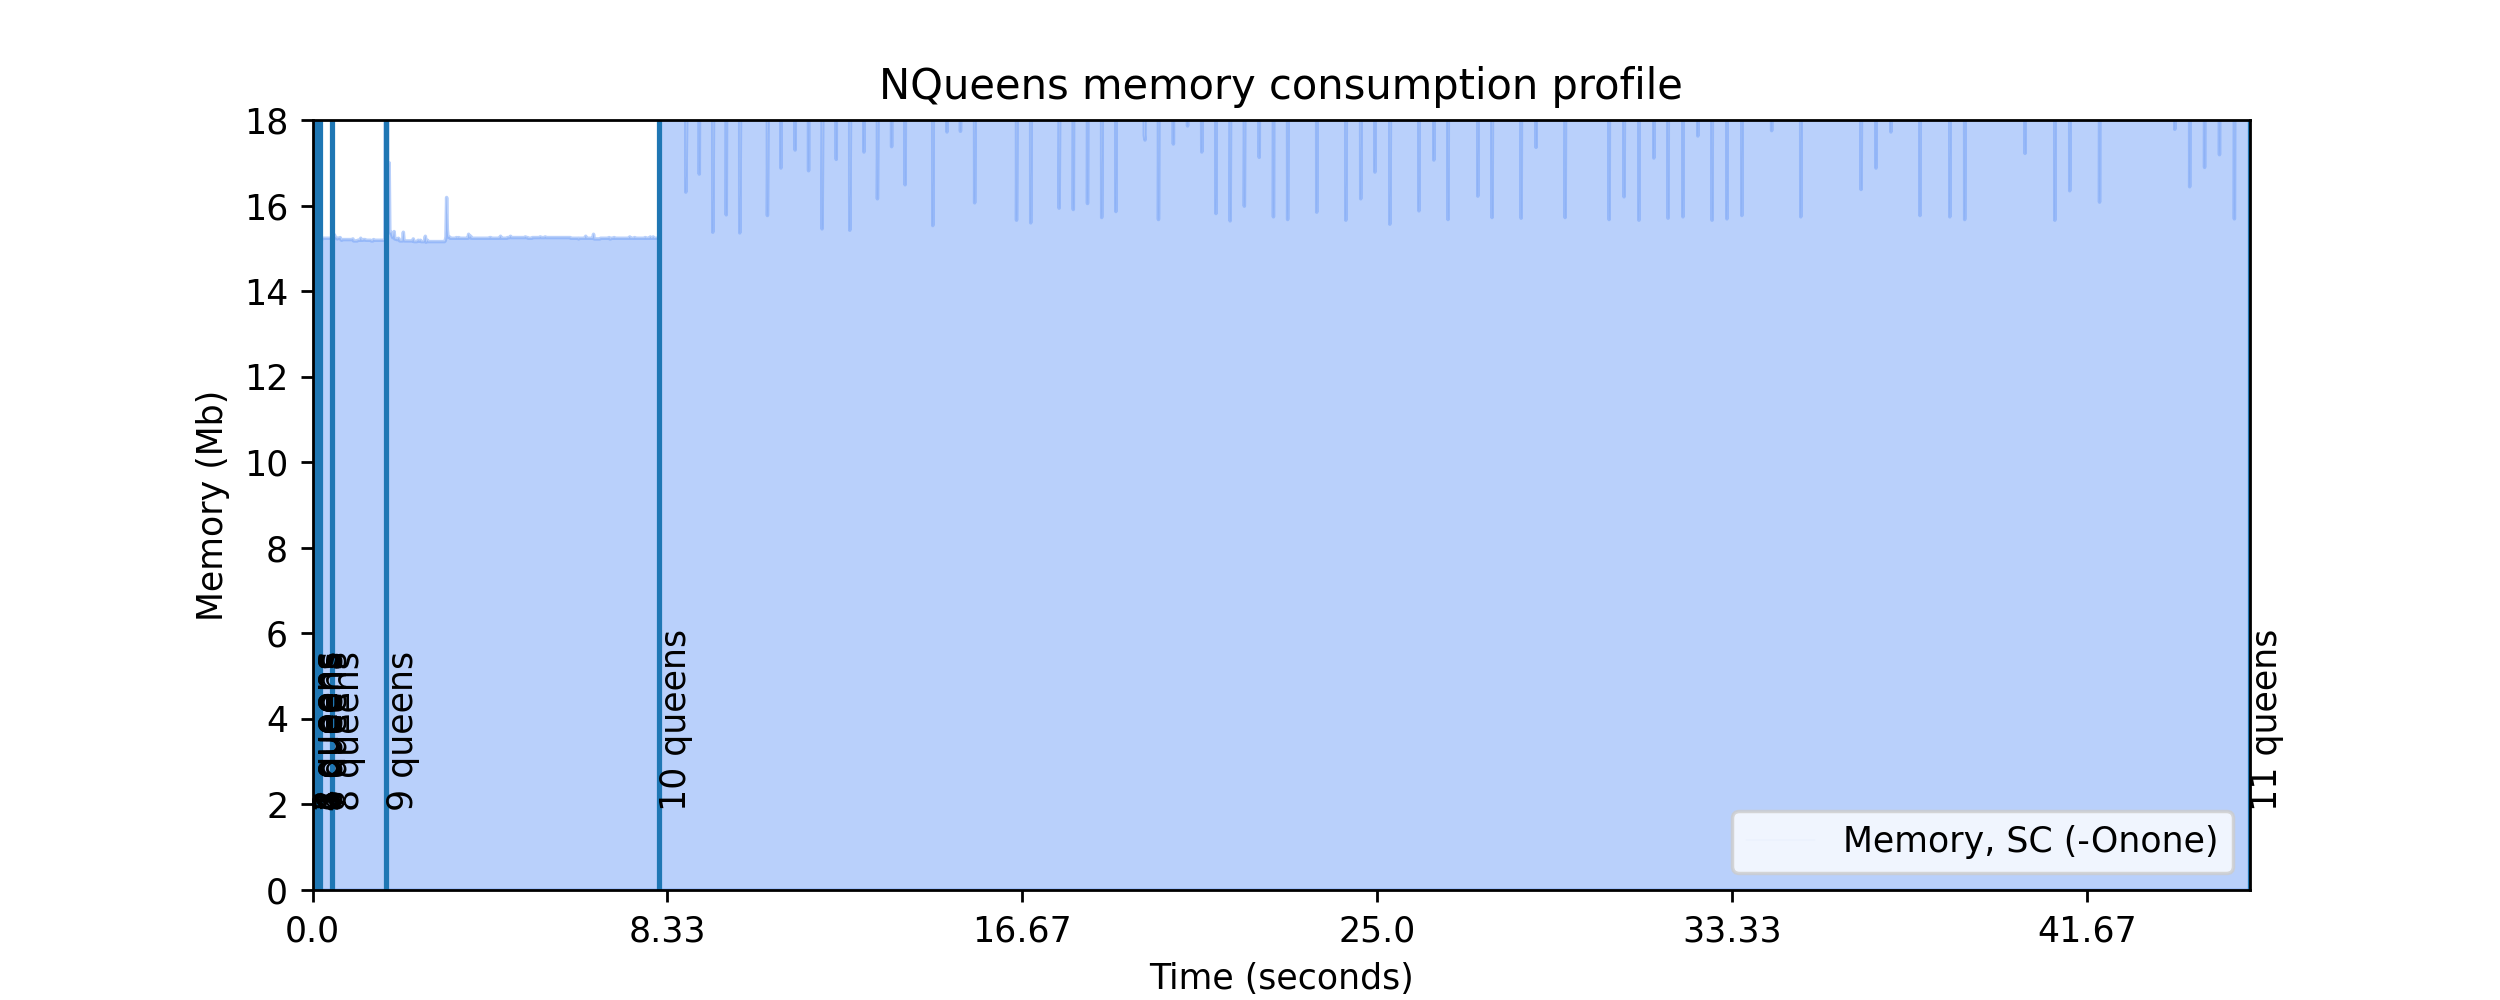 NQueens memory consumption profile
18
16
14
12
10
8
6
4
2
0
Memory (Mb)
8 queens
9 queens
10 queens
11 queens
Memory, SC (-Onone)
0.0
8.33
16.67
25.0
33.33
41.67
Time (seconds)